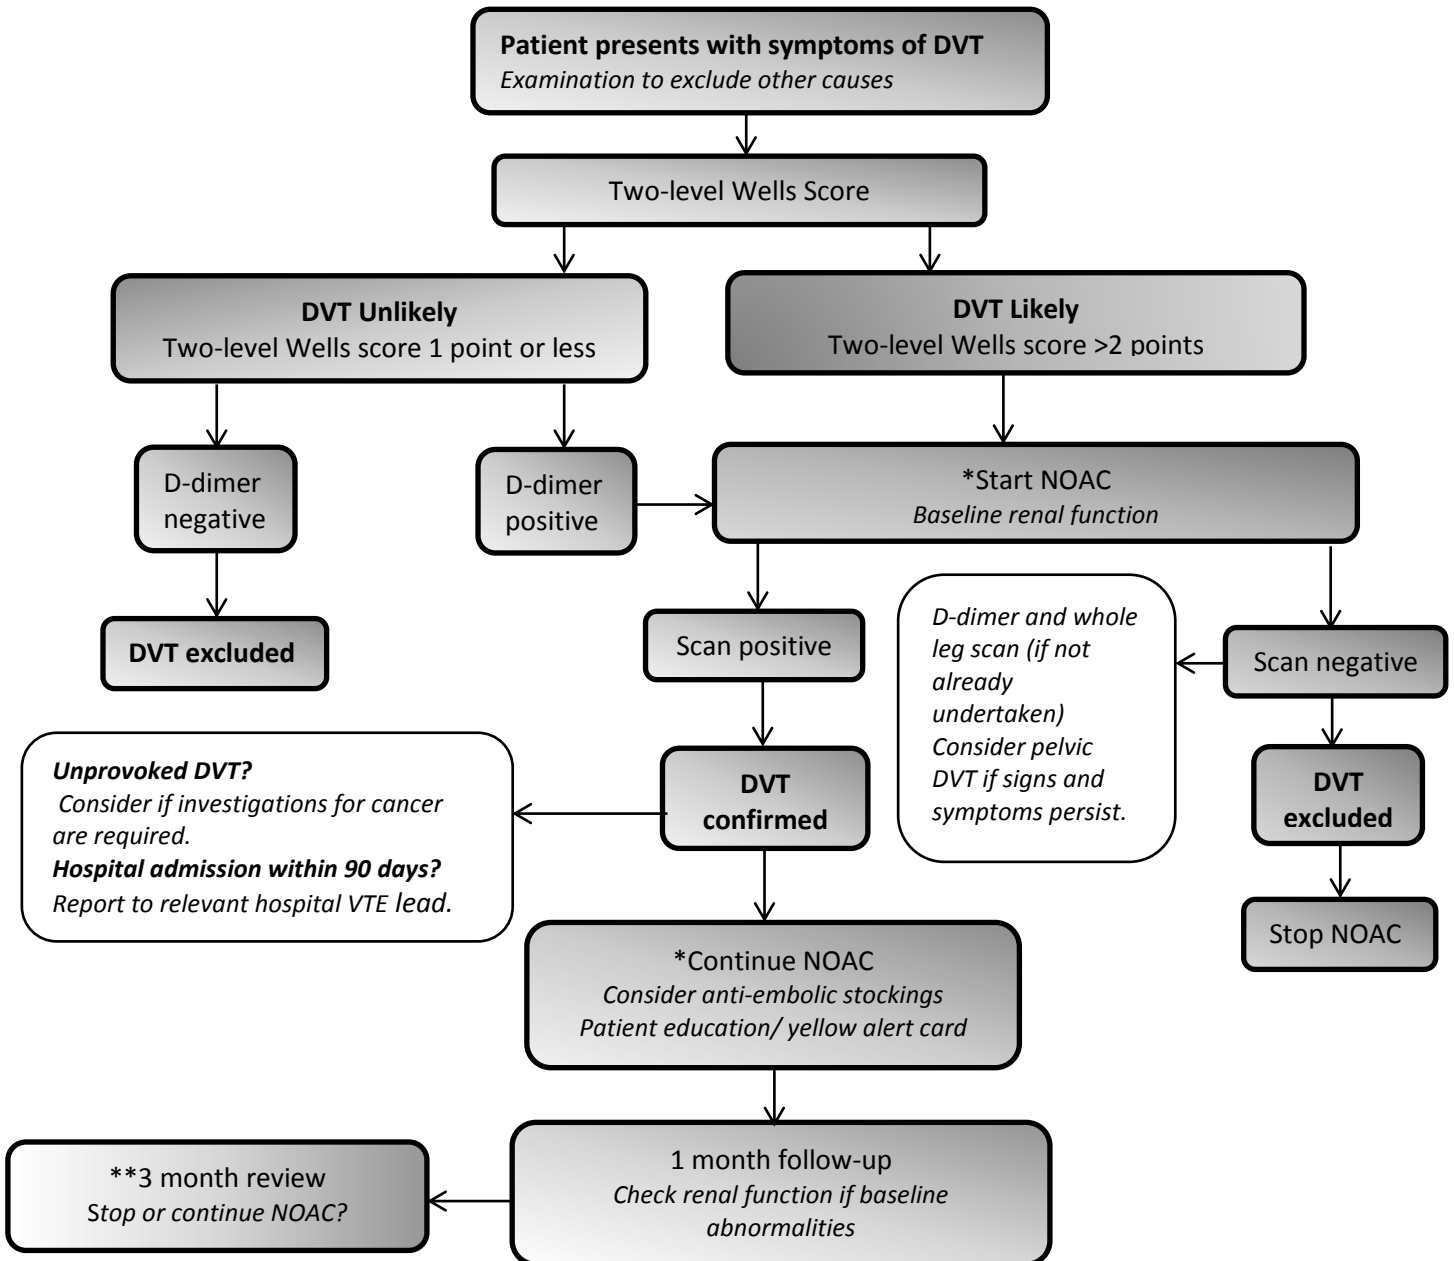 Patient presents with symptoms of DVT
Examination to exclude other causes
Two-level Wells Score
DVT Unlikely
Two-level Wells score 1 point or less
DVT Likely
Two-level Wells score >2 points
D-dimer
negative
D-dimer
positive
*Start NOAC
Baseline renal function
DVT excluded
Scan positive
D-dimer and whole
leg scan (if not
already
undertaken)
Consider pelvic
DVT if signs and
symptoms persist.
Scan negative
Unprovoked DVT?
Consider if investigations for cancer
are required.
Hospital admission within 90 days?
Report to relevant hospital VTE lead.
DVT
confirmed
DVT
excluded
Stop NOAC
*Continue NOAC
Consider anti-embolic stockings
Patient education/ yellow alert card
1 month follow-up
Check renal function if baseline
abnormalities
**3 month review
Stop or continue NOAC?